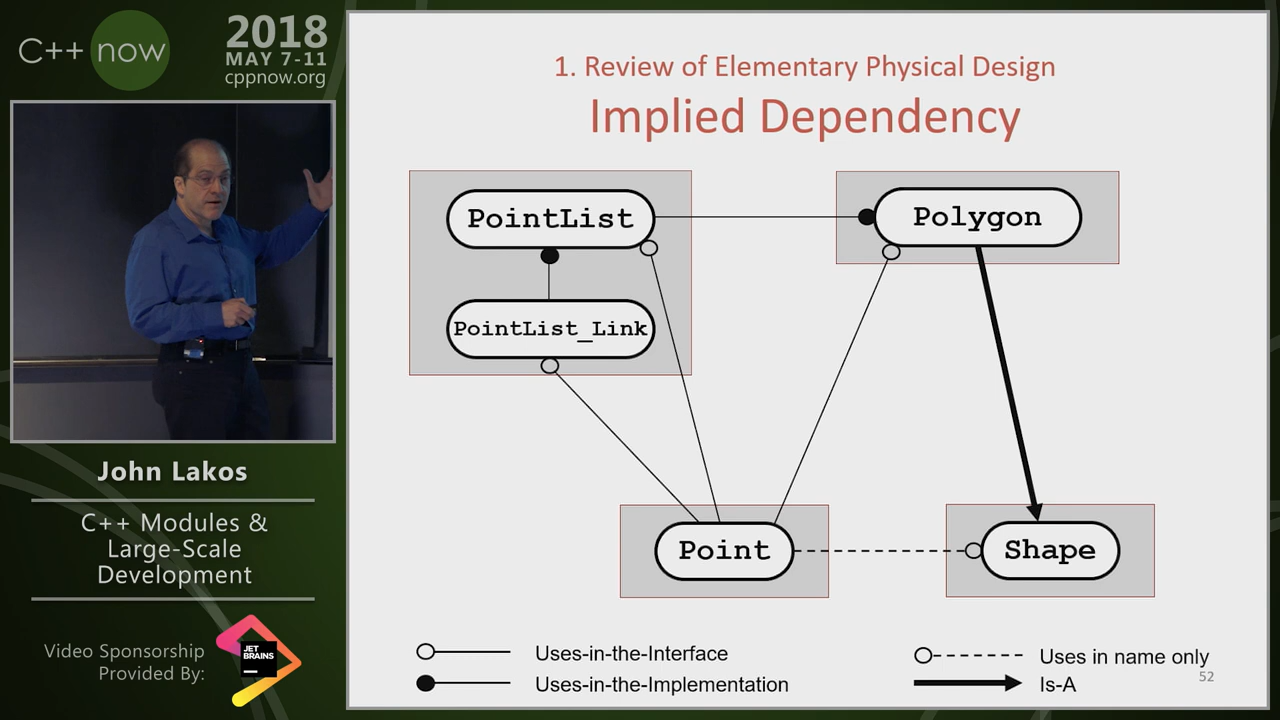 C++ now
2018
MAY 7-11
cppnow.org
John Lakos
C++ Modules &
Large-Scale
Development
Video Sponsorship
Provided By:
JET
BRAINS
1. Review of Elementary Physical Design
Implied Dependency
PointList
Polygon
PointList_Link
Point
Shape
Uses-in-the-Interface
Uses in name only
Uses-in-the-Implementation
Is-A
52